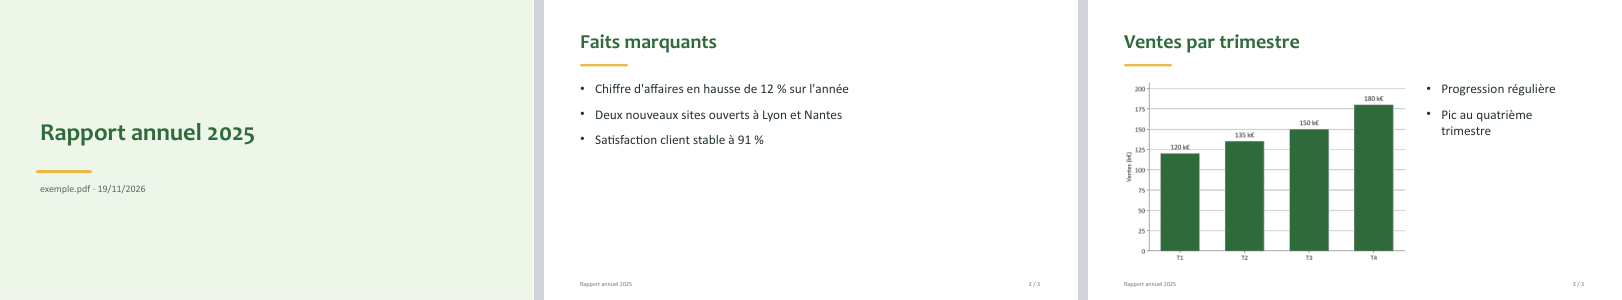 Rapport annuel 2025
exemple.pdf · 19/11/2026
Faits marquants
• Chiffre d'affaires en hausse de 12 % sur l'année
• Deux nouveaux sites ouverts à Lyon et Nantes
• Satisfaction client stable à 91 %
Rapport annuel 2025
2 / 3
Ventes par trimestre
Ventes (k€)
200
175
150
125
100
75
50
25
0
120 k€
135 k€
150 k€
180 k€
T1
T2
T3
T4
• Progression régulière
• Pic au quatrième
trimestre
Rapport annuel 2025
3 / 3